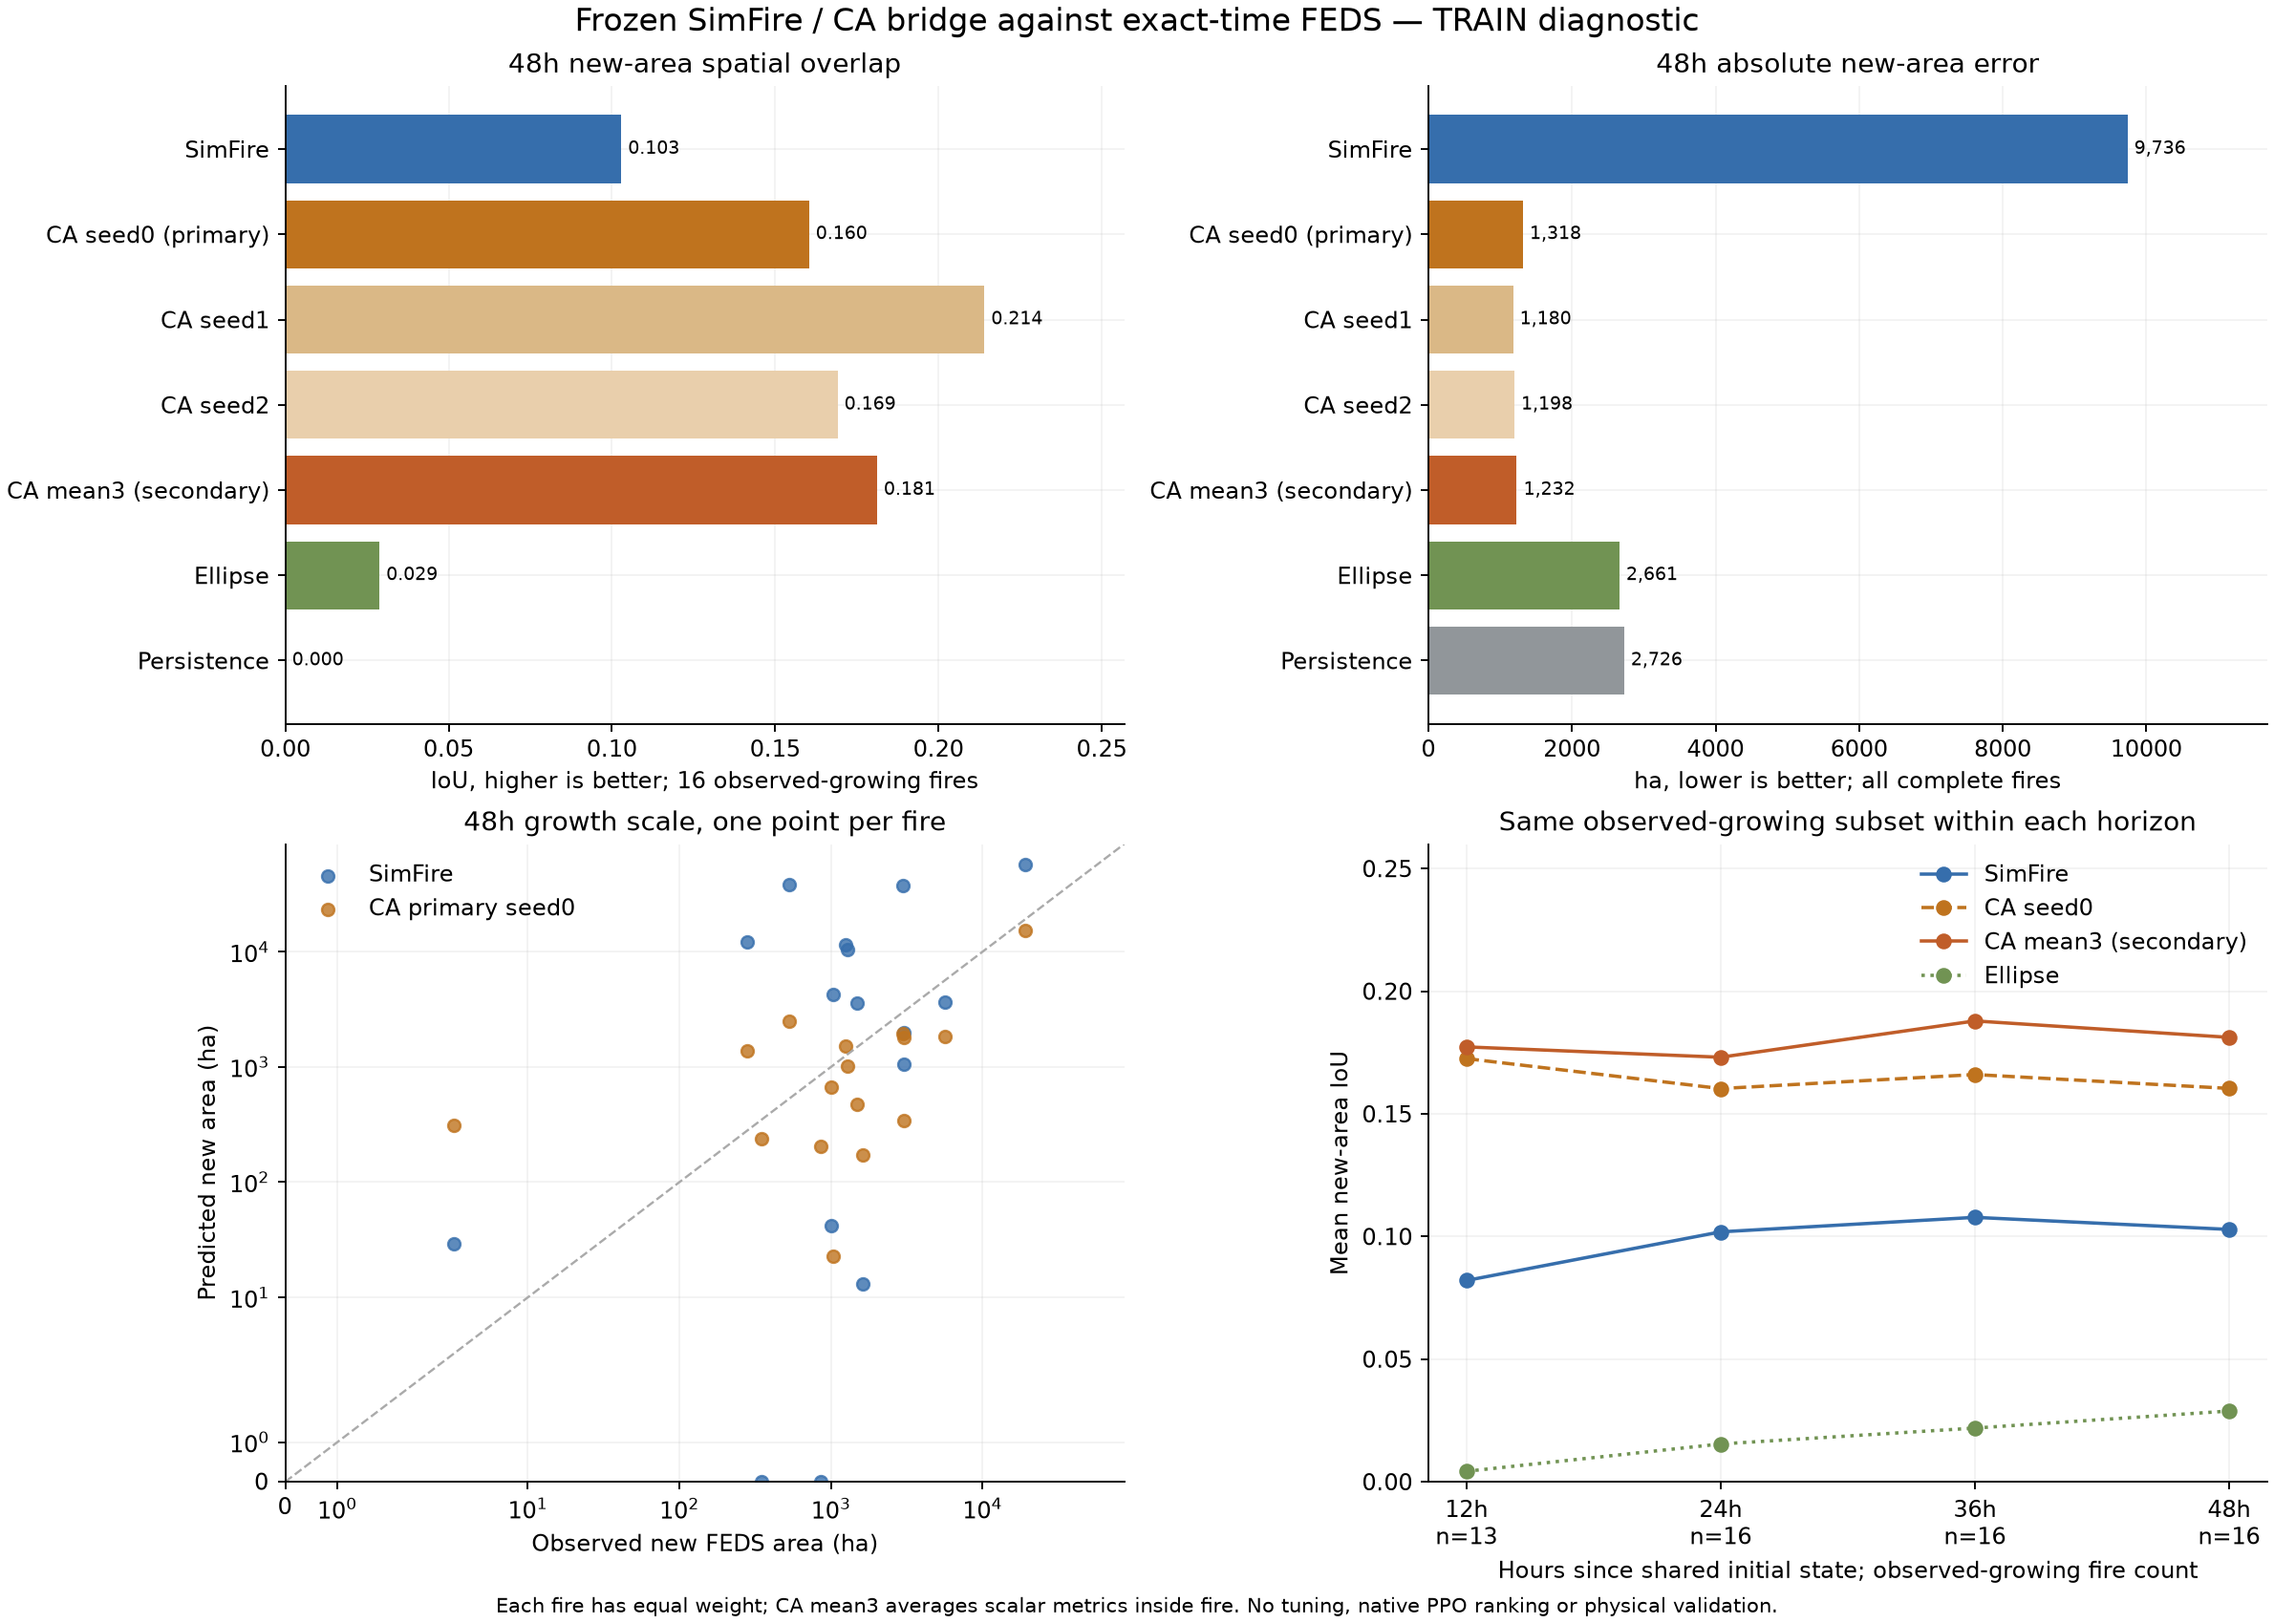 Frozen SimFire / CA bridge against exact-time FEDS — TRAIN diagnostic
48h new-area spatial overlap
SimFire
0.103
CA seed0 (primary)
0.160
CA seed1
0.214
CA seed2
0.169
CA mean3 (secondary)
0.181
Ellipse
0.029
Persistence
0.000
0.00 0.05 0.10 0.15 0.20 0.25
IoU, higher is better; 16 observed-growing fires
48h absolute new-area error
SimFire
9,736
CA seed0 (primary)
1,318
CA seed1
1,180
CA seed2
1,198
CA mean3 (secondary)
1,232
Ellipse
2,661
Persistence
2,726
0 2000 4000 6000 8000 10000
ha, lower is better; all complete fires
48h growth scale, one point per fire
SimFire
CA primary seed0
Predicted new area (ha)
10⁴
10³
10²
10¹
10⁰
0
0 10⁰ 10¹ 10² 10³ 10⁴
Observed new FEDS area (ha)
Same observed-growing subset within each horizon
SimFire
CA seed0
CA mean3 (secondary)
Ellipse
Mean new-area IoU
0.25
0.20
0.15
0.10
0.05
0.00
12h 24h 36h 48h
n=13 n=16 n=16 n=16
Hours since shared initial state; observed-growing fire count
Each fire has equal weight; CA mean3 averages scalar metrics inside fire. No tuning, native PPO ranking or physical validation.